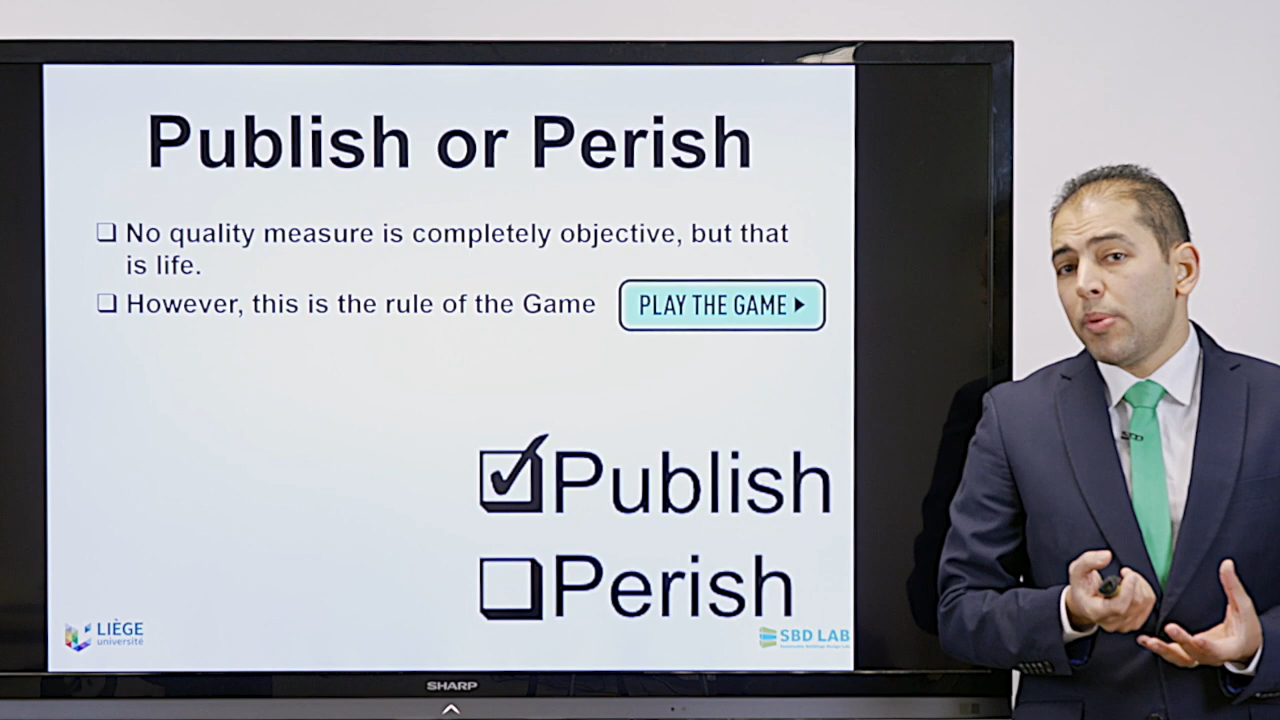 Publish or Perish
❑ No quality measure is completely objective, but that
is life.
❑ However, this is the rule of the Game
PLAY THE GAME
Publish
Perish
LIÈGE
université
SBD LAB
SHARP